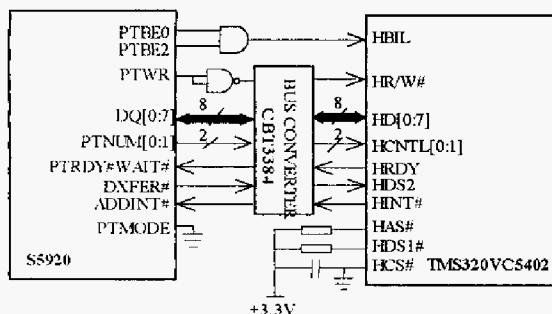 PTBE0
PTBE2
PTWR
DQ[0:7]
8
PTNUM[0:1]
2
PTRDY#WAIT#
DXFER#
ADDINT#
PTMODE
S5920
BUS CONVERTER
CBT3384
HBIL
HR/W#
8
HD[0:7]
2
HCNTL[0:1]
HRDY
HDS2
HINT#
HAS#
HDS1#
HCS#
TMS320VC5402
+3.3V